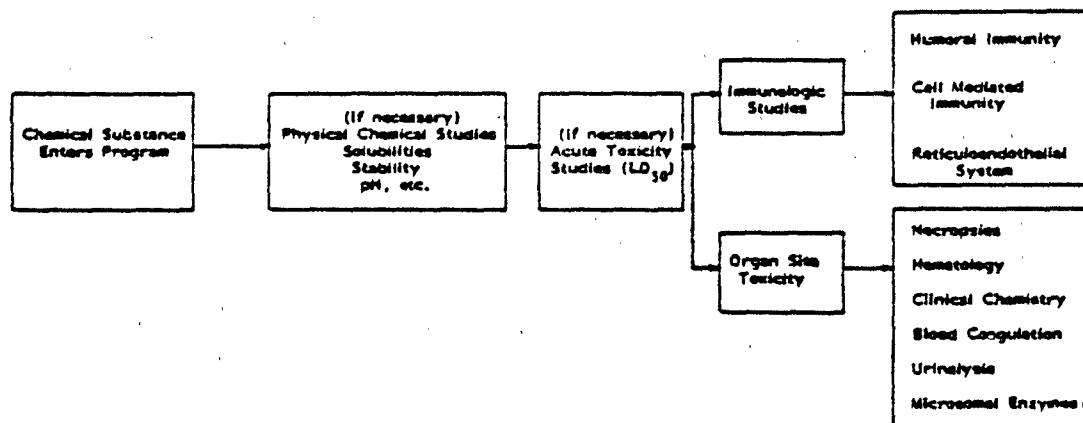 Chemical Substance
Enters Program
(if necessary)
Physical Chemical Studies
Solubilities
Stability
pH, etc.
(if necessary)
Acute Toxicity
Studies (LD50)
Immunologic
Studies
Humoral Immunity
Cell Mediated
Immunity
Reticuloendothelial
System
Organ Site
Toxicity
Necropsies
Hematology
Clinical Chemistry
Blood Coagulation
Urinalysis
Microsomal Enzymes